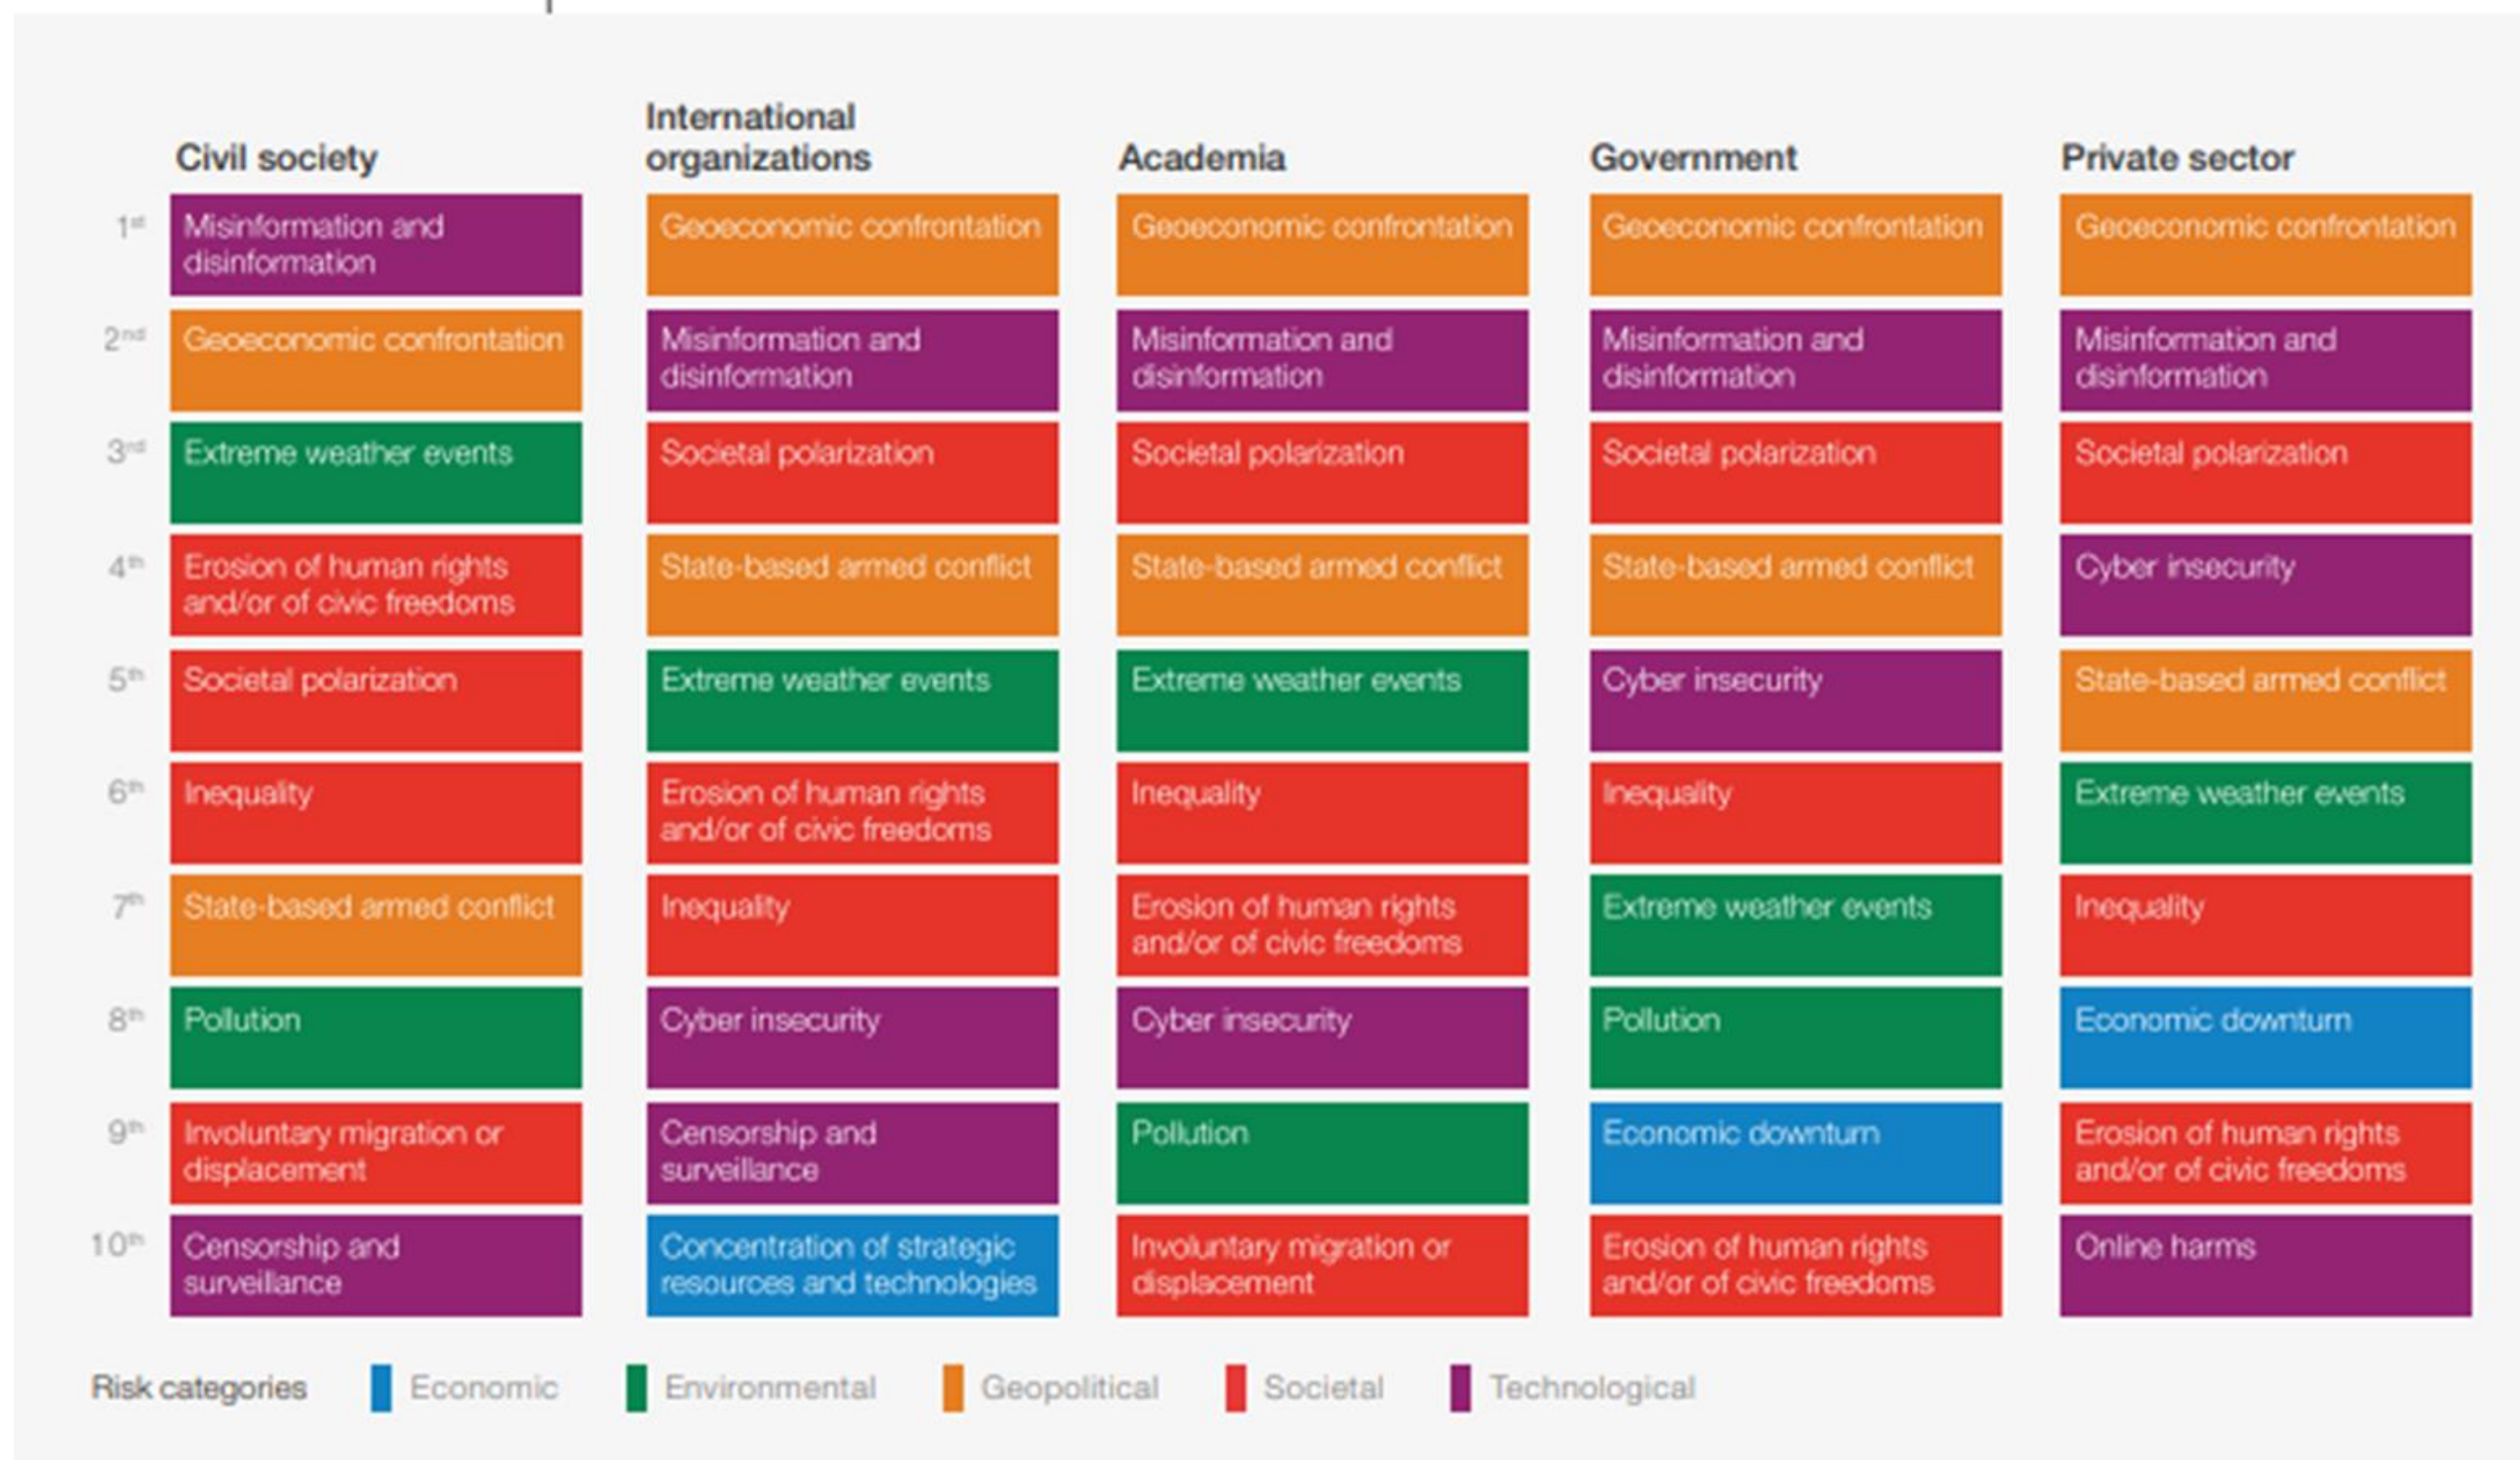 Civil society
International
organizations
Academia
Government
Private sector
1st
Misinformation and
disinformation
Geoeconomic confrontation
Geoeconomic confrontation
Geoeconomic confrontation
Geoeconomic confrontation
2nd
Geoeconomic confrontation
Misinformation and
disinformation
Misinformation and
disinformation
Misinformation and
disinformation
Misinformation and
disinformation
3rd
Extreme weather events
Societal polarization
Societal polarization
Societal polarization
Societal polarization
4th
Erosion of human rights
and/or of civic freedoms
State-based armed conflict
State-based armed conflict
State-based armed conflict
Cyber insecurity
5th
Societal polarization
Extreme weather events
Extreme weather events
Cyber insecurity
State-based armed conflict
6th
Inequality
Erosion of human rights
and/or of civic freedoms
Inequality
Inequality
Extreme weather events
7th
State-based armed conflict
Inequality
Erosion of human rights
and/or of civic freedoms
Extreme weather events
Inequality
8th
Pollution
Cyber insecurity
Cyber insecurity
Pollution
Economic downturn
9th
Involuntary migration or
displacement
Censorship and
surveillance
Pollution
Economic downturn
Erosion of human rights
and/or of civic freedoms
10th
Censorship and
surveillance
Concentration of strategic
resources and technologies
Involuntary migration or
displacement
Erosion of human rights
and/or of civic freedoms
Online harms
Risk categories
Economic
Environmental
Geopolitical
Societal
Technological